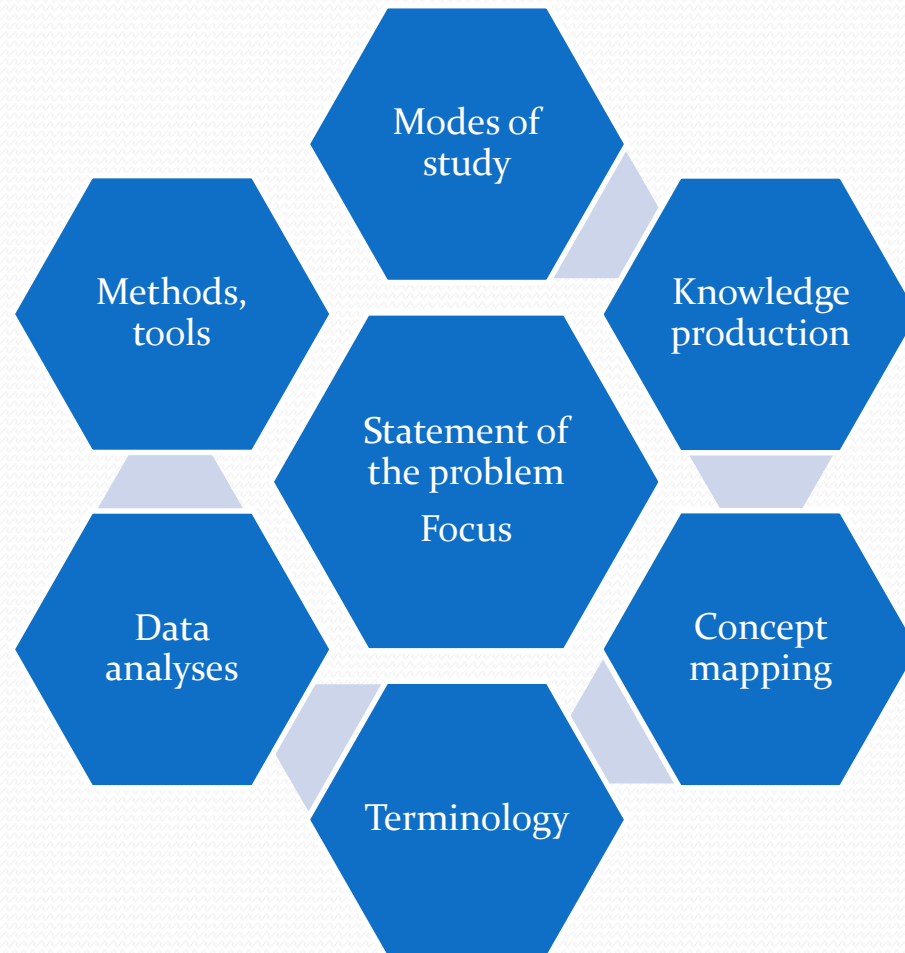 Modes of
study
Methods,
tools
Knowledge
production
Statement of
the problem
Focus
Data
analyses
Concept
mapping
Terminology